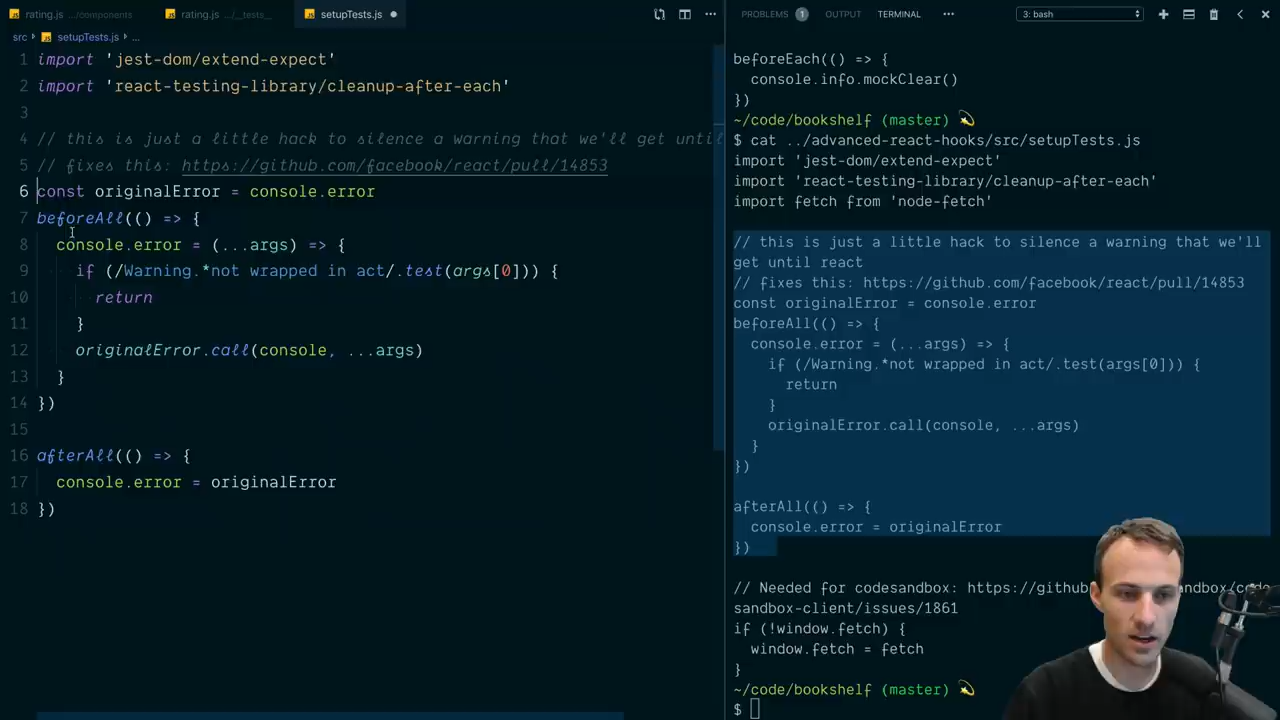 rating.js .../components
rating.js .../__tests__
setupTests.js
src > setupTests.js > ...
1 import 'jest-dom/extend-expect'
2 import 'react-testing-library/cleanup-after-each'
3
4 // this is just a little hack to silence a warning that we'll get until
5 // fixes this: https://github.com/facebook/react/pull/14853
6 const originalError = console.error
7 beforeAll(() => {
8 console.error = (...args) => {
9 if (/Warning.*not wrapped in act/.test(args[0])) {
10 return
11 }
12 originalError.call(console, ...args)
13 }
14 })
15
16 afterAll(() => {
17 console.error = originalError
18 })
PROBLEMS 1 OUTPUT TERMINAL ... 3: bash
beforeEach(() => {
console.info.mockClear()
})
~/code/bookshelf (master)
$ cat ../advanced-react-hooks/src/setupTests.js
import 'jest-dom/extend-expect'
import 'react-testing-library/cleanup-after-each'
import fetch from 'node-fetch'
// this is just a little hack to silence a warning that we'll
get until react
// fixes this: https://github.com/facebook/react/pull/14853
const originalError = console.error
beforeAll(() => {
console.error = (...args) => {
if (/Warning.*not wrapped in act/.test(args[0])) {
return
}
originalError.call(console, ...args)
}
})
afterAll(() => {
console.error = originalError
})
// Needed for codesandbox: https://github
sandbox-client/issues/1861
if (!window.fetch) {
window.fetch = fetch
}
~/code/bookshelf (master)
$